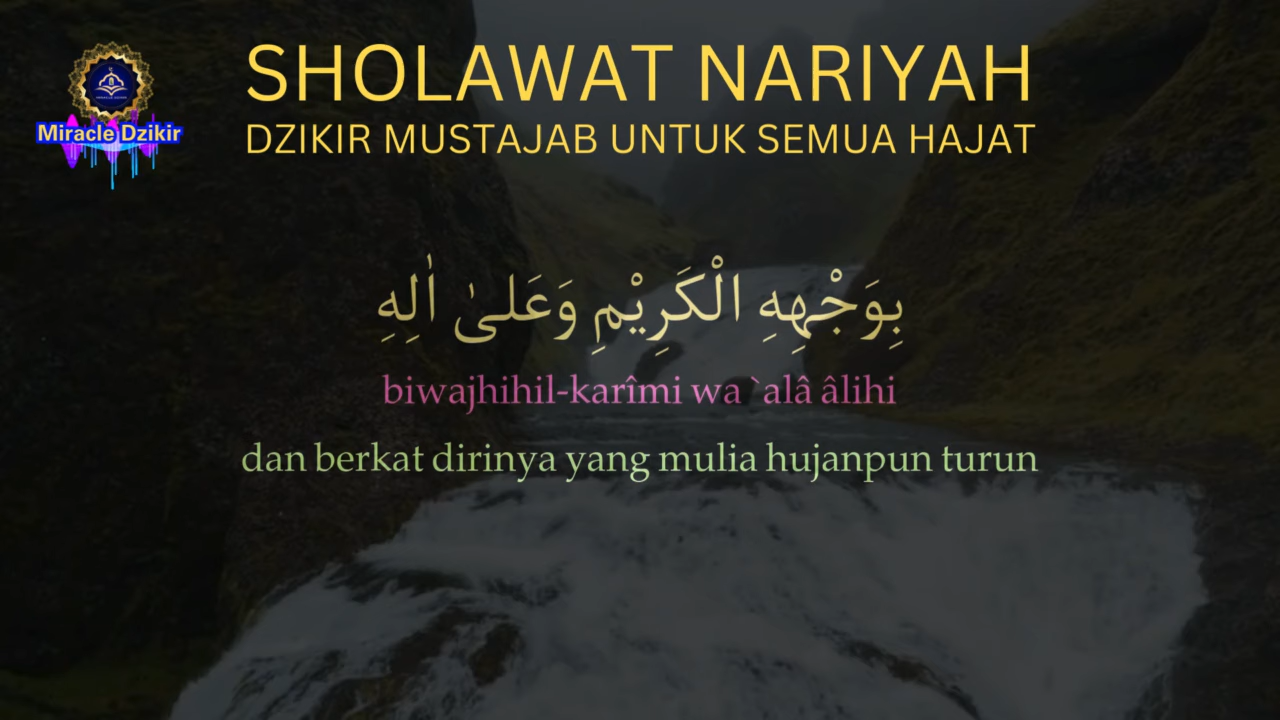 SHOLAWAT NARIYAH
DZIKIR MUSTAJAB UNTUK SEMUA HAJAT
Miracle Dzikir
بِوَجْهِهِ الْكَرِيْمِ وَعَلىٰ اٰلِهِ
biwajhihil-karîmi wa `alâ âlihi
dan berkat dirinya yang mulia hujanpun turun